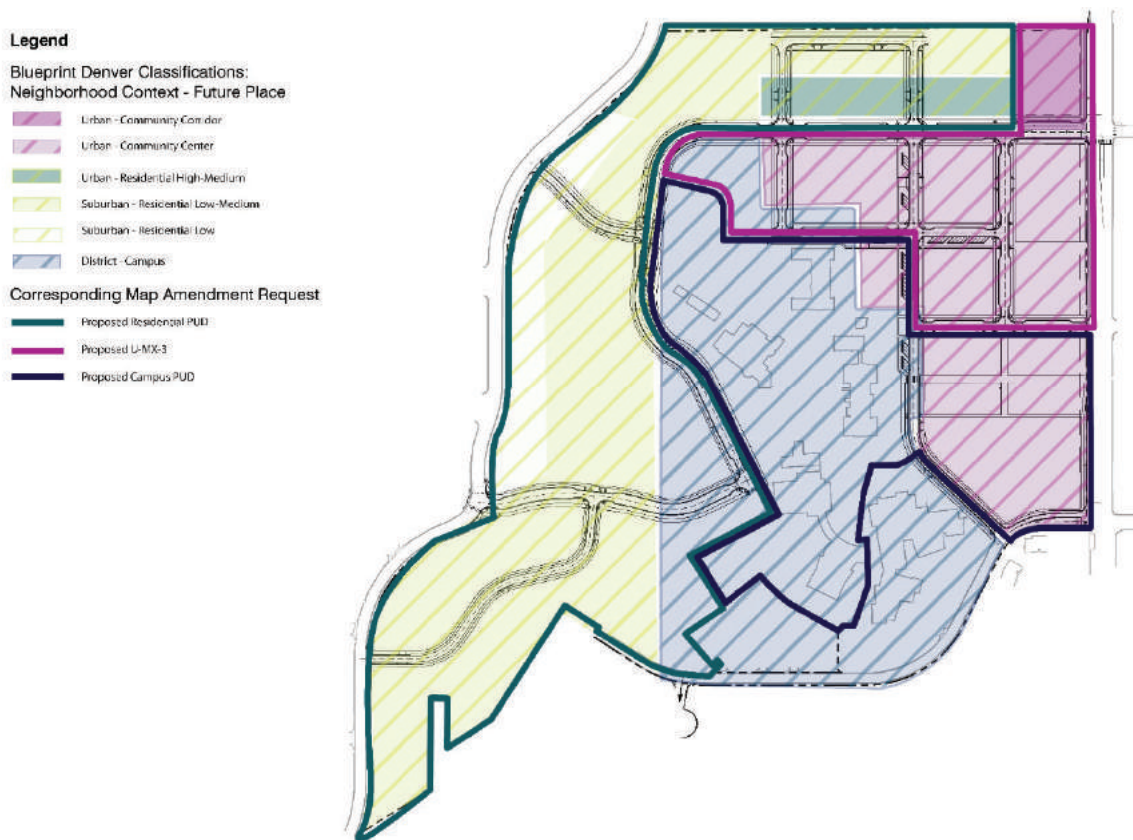 Legend
Blueprint Denver Classifications:
Neighborhood Context - Future Place
Urban - Community Corridor
Urban - Community Center
Urban - Residential High-Medium
Suburban - Residential Low-Medium
Suburban - Residential Low
District - Campus
Corresponding Map Amendment Request
Proposed Residential PUD
Proposed U-MX-3
Proposed Campus PUD